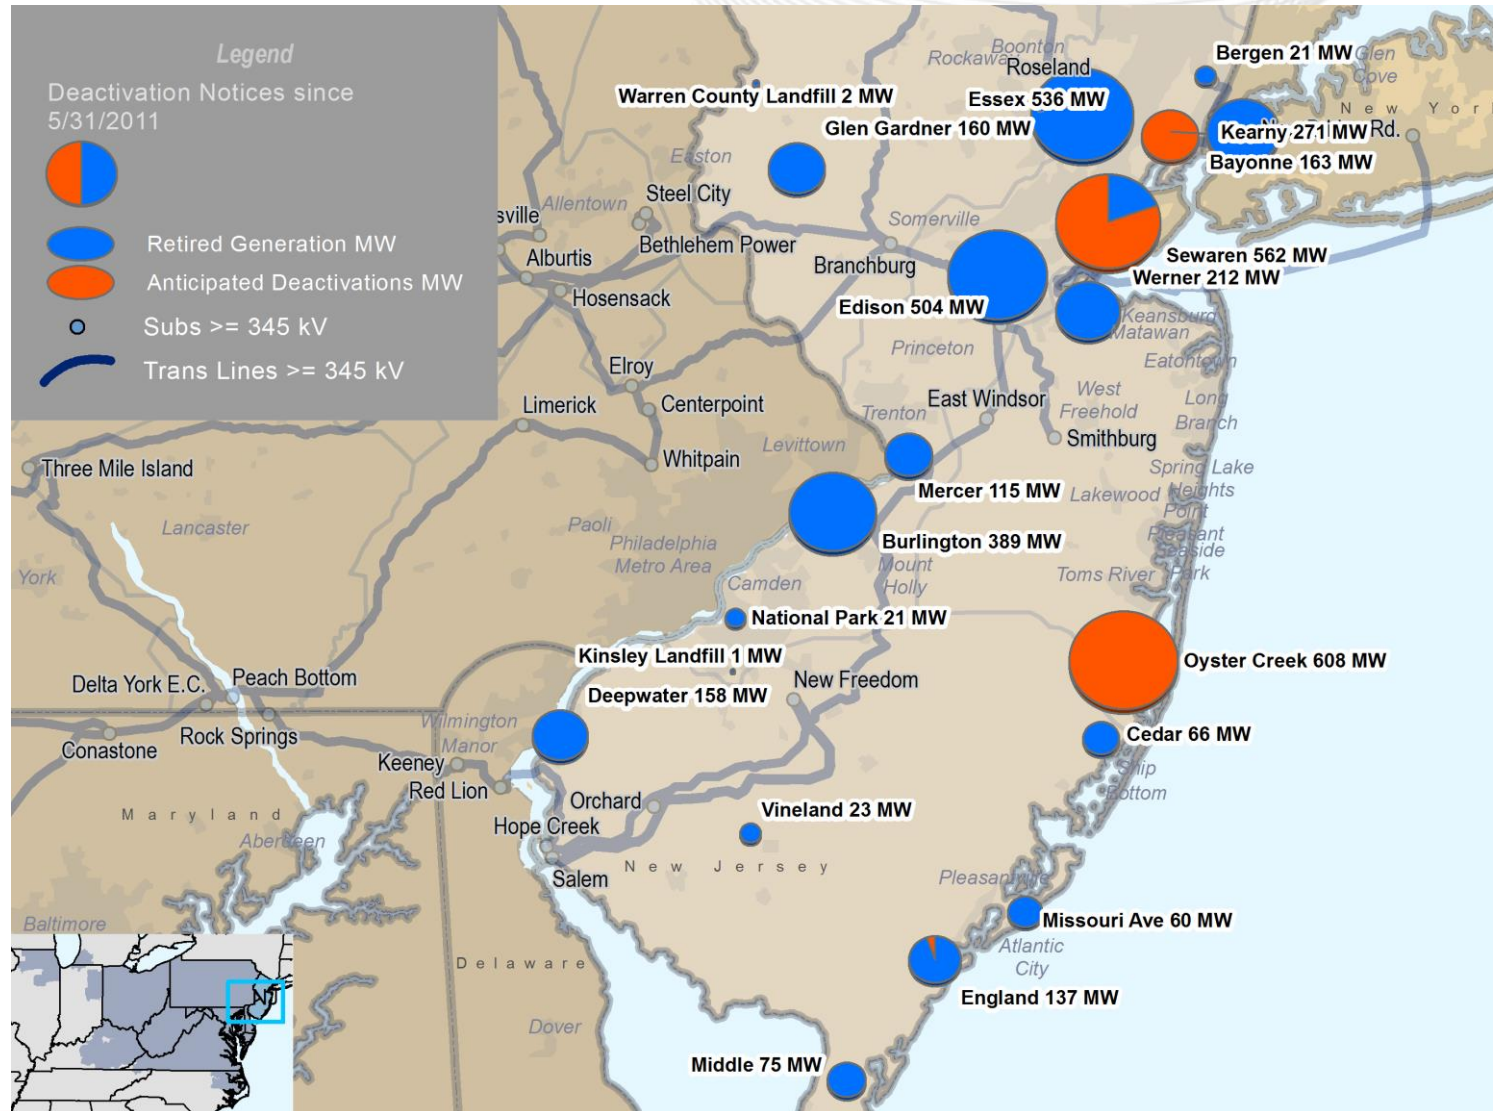 Legend
Deactivation Notices since
5/31/2011
Retired Generation MW
Anticipated Deactivations MW
Subs >= 345 kV
Trans Lines >= 345 kV
Boonton
Rockaway
Roseland
Bergen 21 MW
Glen
Cove
Warren County Landfill 2 MW
Essex 536 MW
New York
Glen Gardner 160 MW
Kearny 271 MW
Rd.
Bayonne 163 MW
Easton
Steel City
Allentown
sville
Somerville
Bethlehem Power
Branchburg
Alburtis
Sewaren 562 MW
Werner 212 MW
Hosensack
Edison 504 MW
Keansburg
Matawan
Princeton
Eatontown
Elroy
West
Freehold
Long
Branch
Limerick
Centerpoint
Trenton
East Windsor
Smithburg
Levittown
Whitpain
Three Mile Island
Spring Lake
Heights
Mercer 115 MW
Lakewood
Point
Pleasant
Seaside
Park
Lancaster
Paoli
Philadelphia
Metro Area
Burlington 389 MW
Mount
Holly
Toms River
York
Camden
National Park 21 MW
Kinsley Landfill 1 MW
Oyster Creek 608 MW
Delta York E.C.
Peach Bottom
Deepwater 158 MW
New Freedom
Conastone
Rock Springs
Wilmington
Manor
Cedar 66 MW
Keeney
Red Lion
Ship
Bottom
Orchard
Vineland 23 MW
Maryland
Hope Creek
Aberdeen
New Jersey
Salem
Pleasantville
Baltimore
Missouri Ave 60 MW
Atlantic
City
Delaware
NJ
England 137 MW
Dover
Middle 75 MW